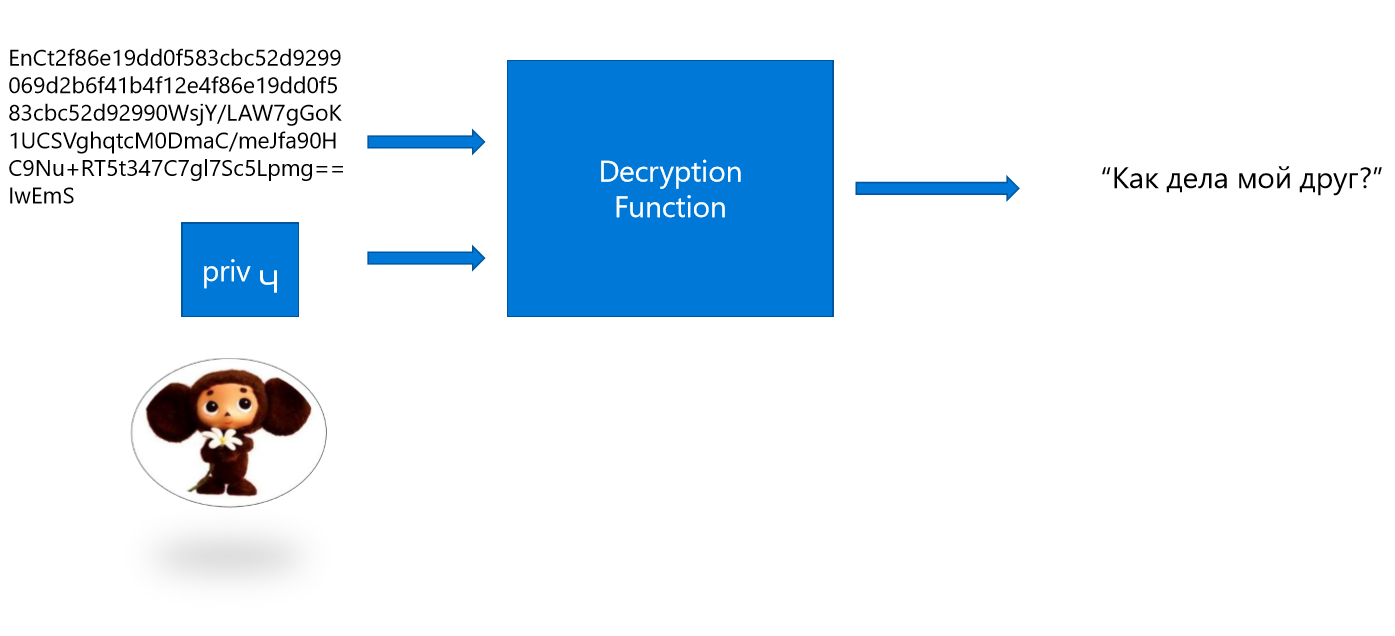 EnCt2f86e19dd0f583cbc52d9299
069d2b6f41b4f12e4f86e19dd0f5
83cbc52d92990WsjY/LAW7gGoK
1UCSVghqtcM0DmaC/meJfa90H
C9Nu+RT5t347C7gl7Sc5Lpmg==
IwEmS
priv ч
Decryption
Function
“Как дела мой друг?”